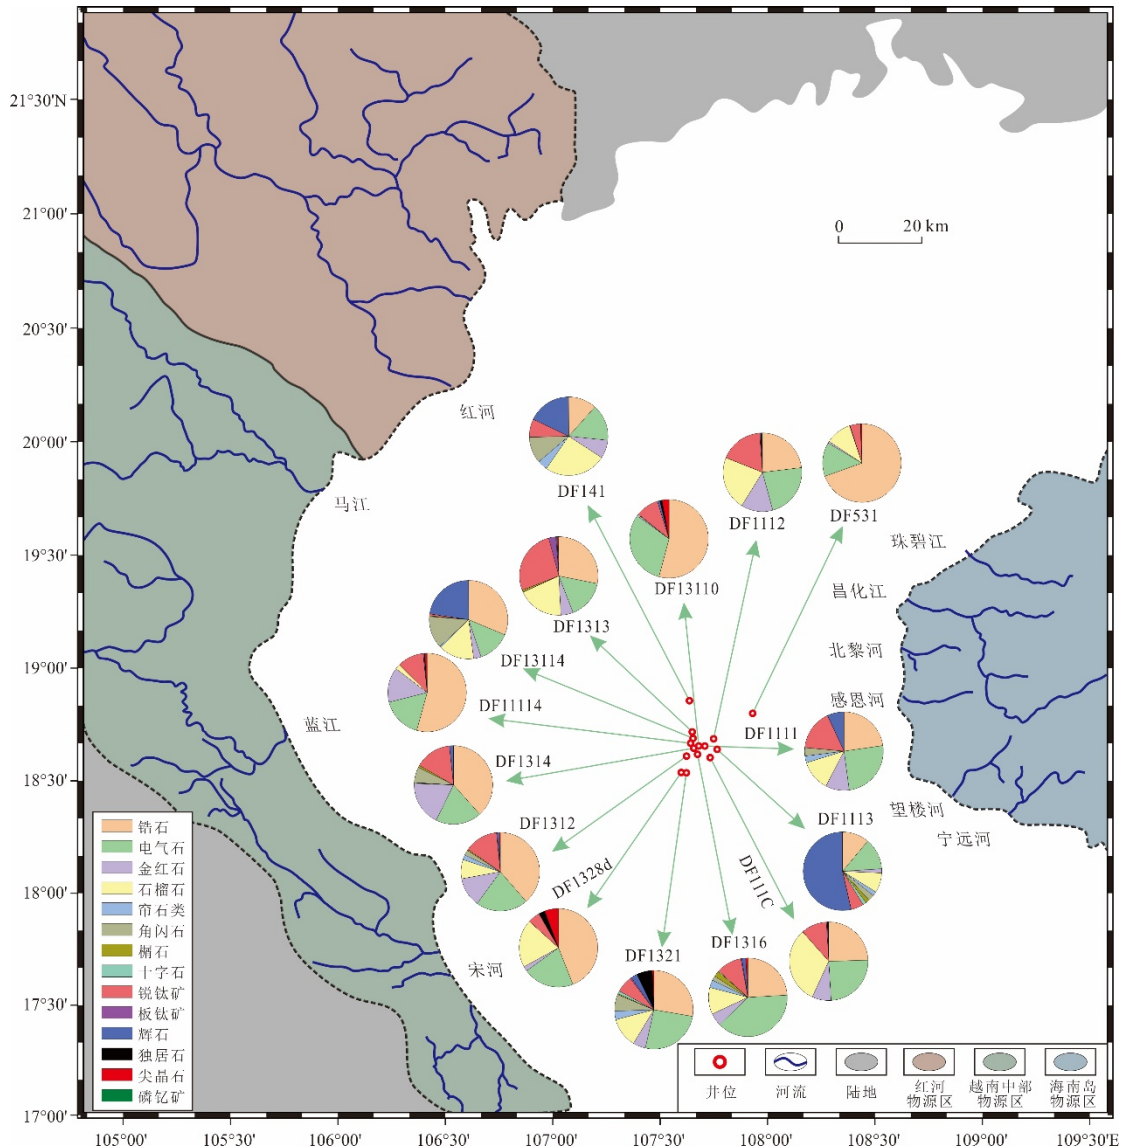 21°30'N
21°00'
20°30'
20°00'
19°30'
19°00'
18°30'
18°00'
17°30'
17°00'
0 20 km
红河
马江
蓝江
宋河
珠碧江
昌化江
北黎河
感恩河
望楼河
宁远河
DF141
DF1112
DF531
DF13110
DF1313
DF13114
DF11114
DF1314
DF1312
DF1328d
DF1321
DF1316
DF111C
DF1113
DF1111
锆石
电气石
金红石
石榴石
帘石类
角闪石
榍石
十字石
锐钛矿
板钛矿
辉石
独居石
尖晶石
磷钇矿
井位
河流
陆地
红河
物源区
越南中部
物源区
海南岛
物源区
105°00' 105°30' 106°00' 106°30' 107°00' 107°30' 108°00' 108°30' 109°00' 109°30'E